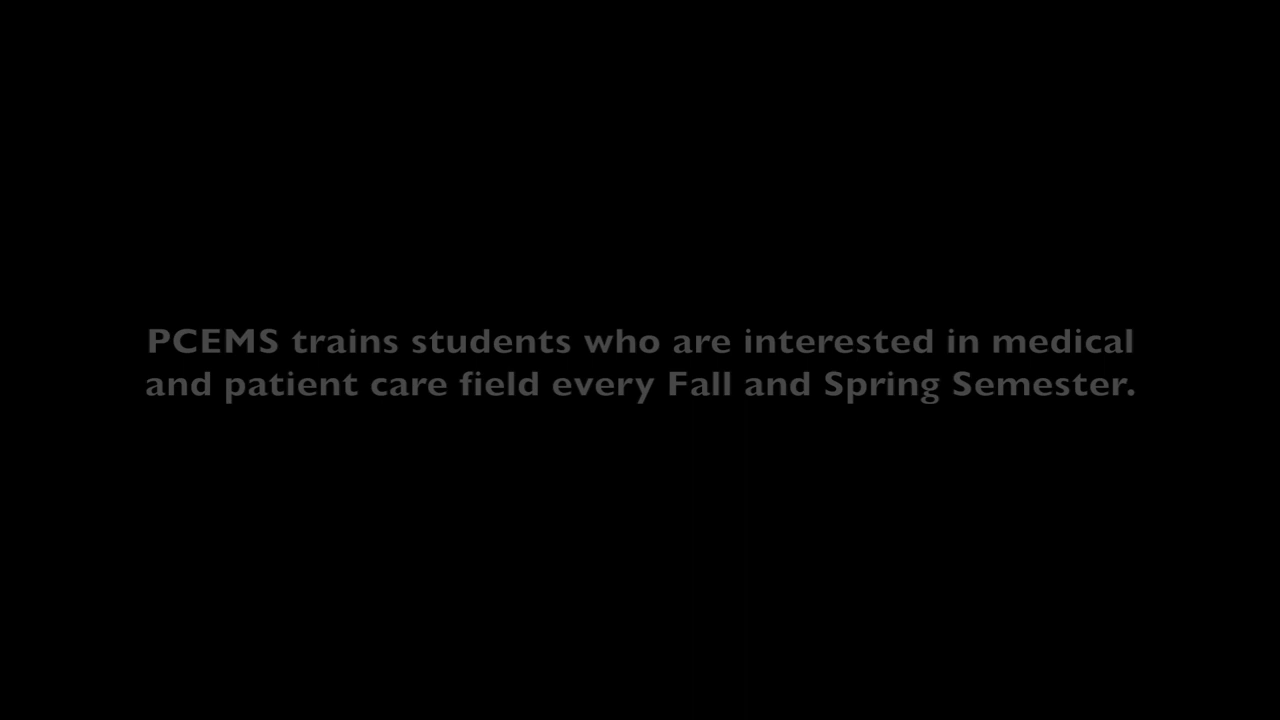 PCEMS trains students who are interested in medical
and patient care field every Fall and Spring Semester.